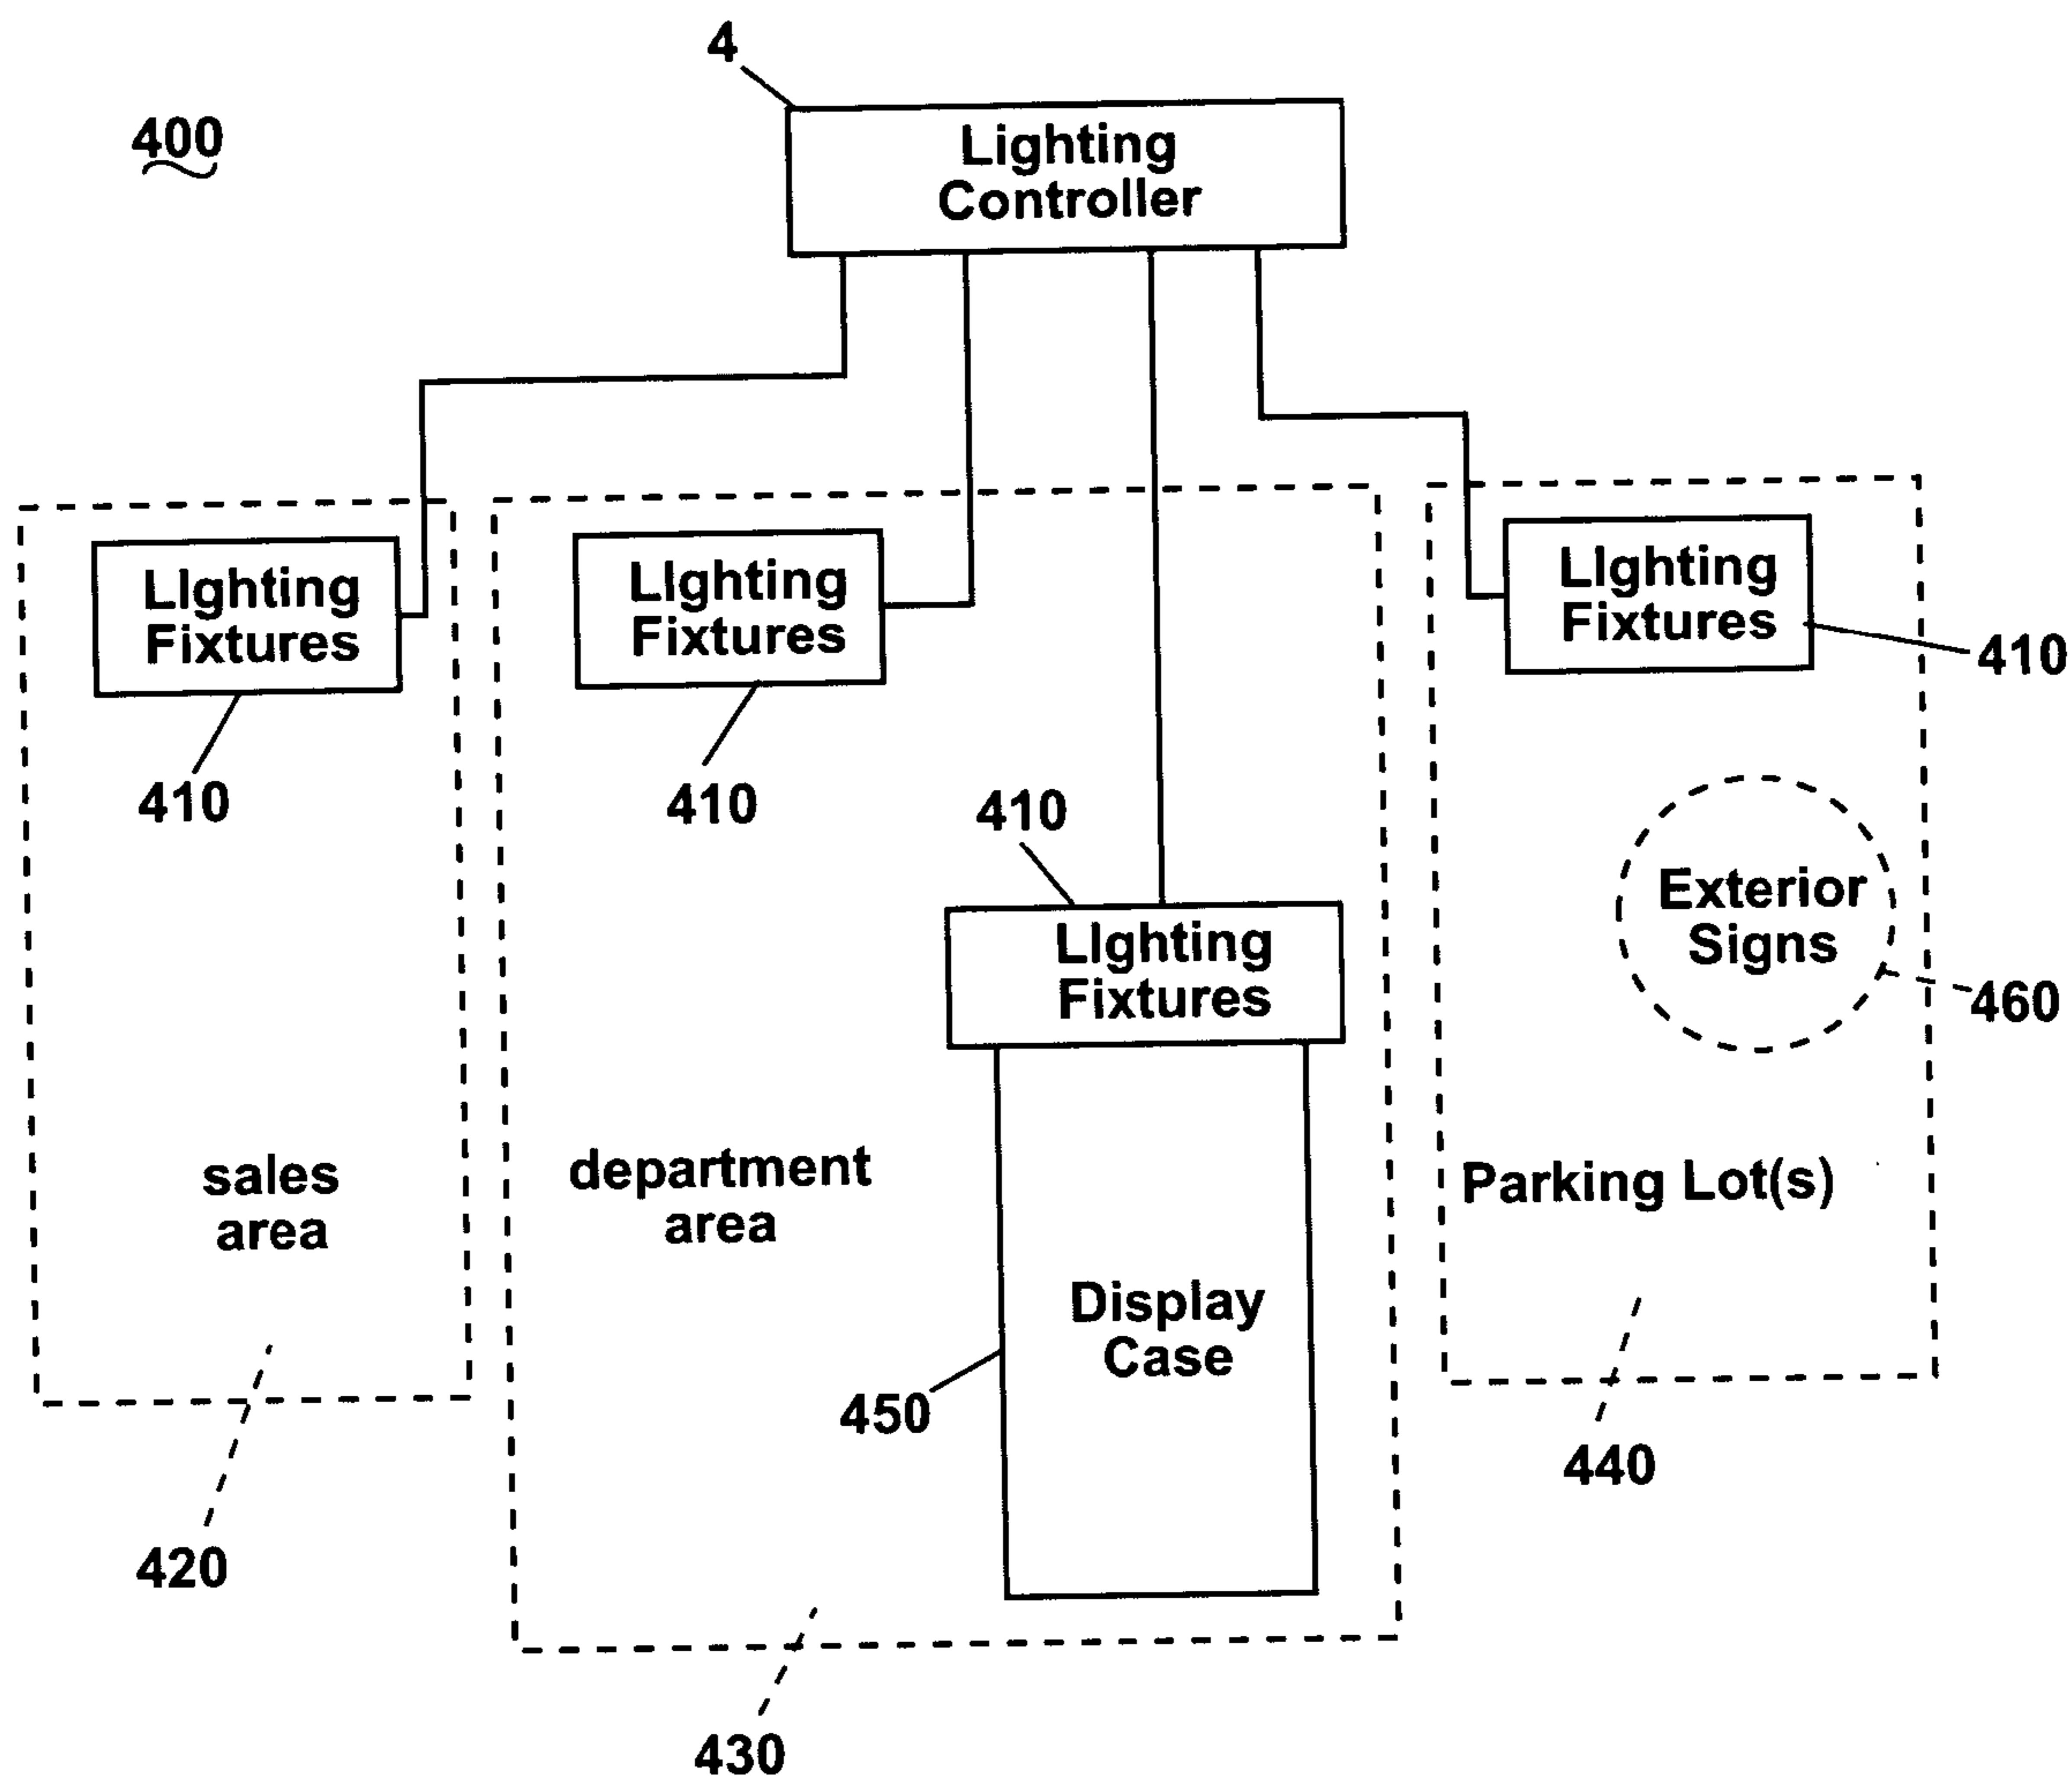 4
400
Lighting
Controller
LIghting
Fixtures
410
LIghting
Fixtures
410
LIghting
Fixtures
410
410
LIghting
Fixtures
Exterior
Signs
460
sales
area
department
area
Parking Lot(s)
Display
Case
450
440
420
430